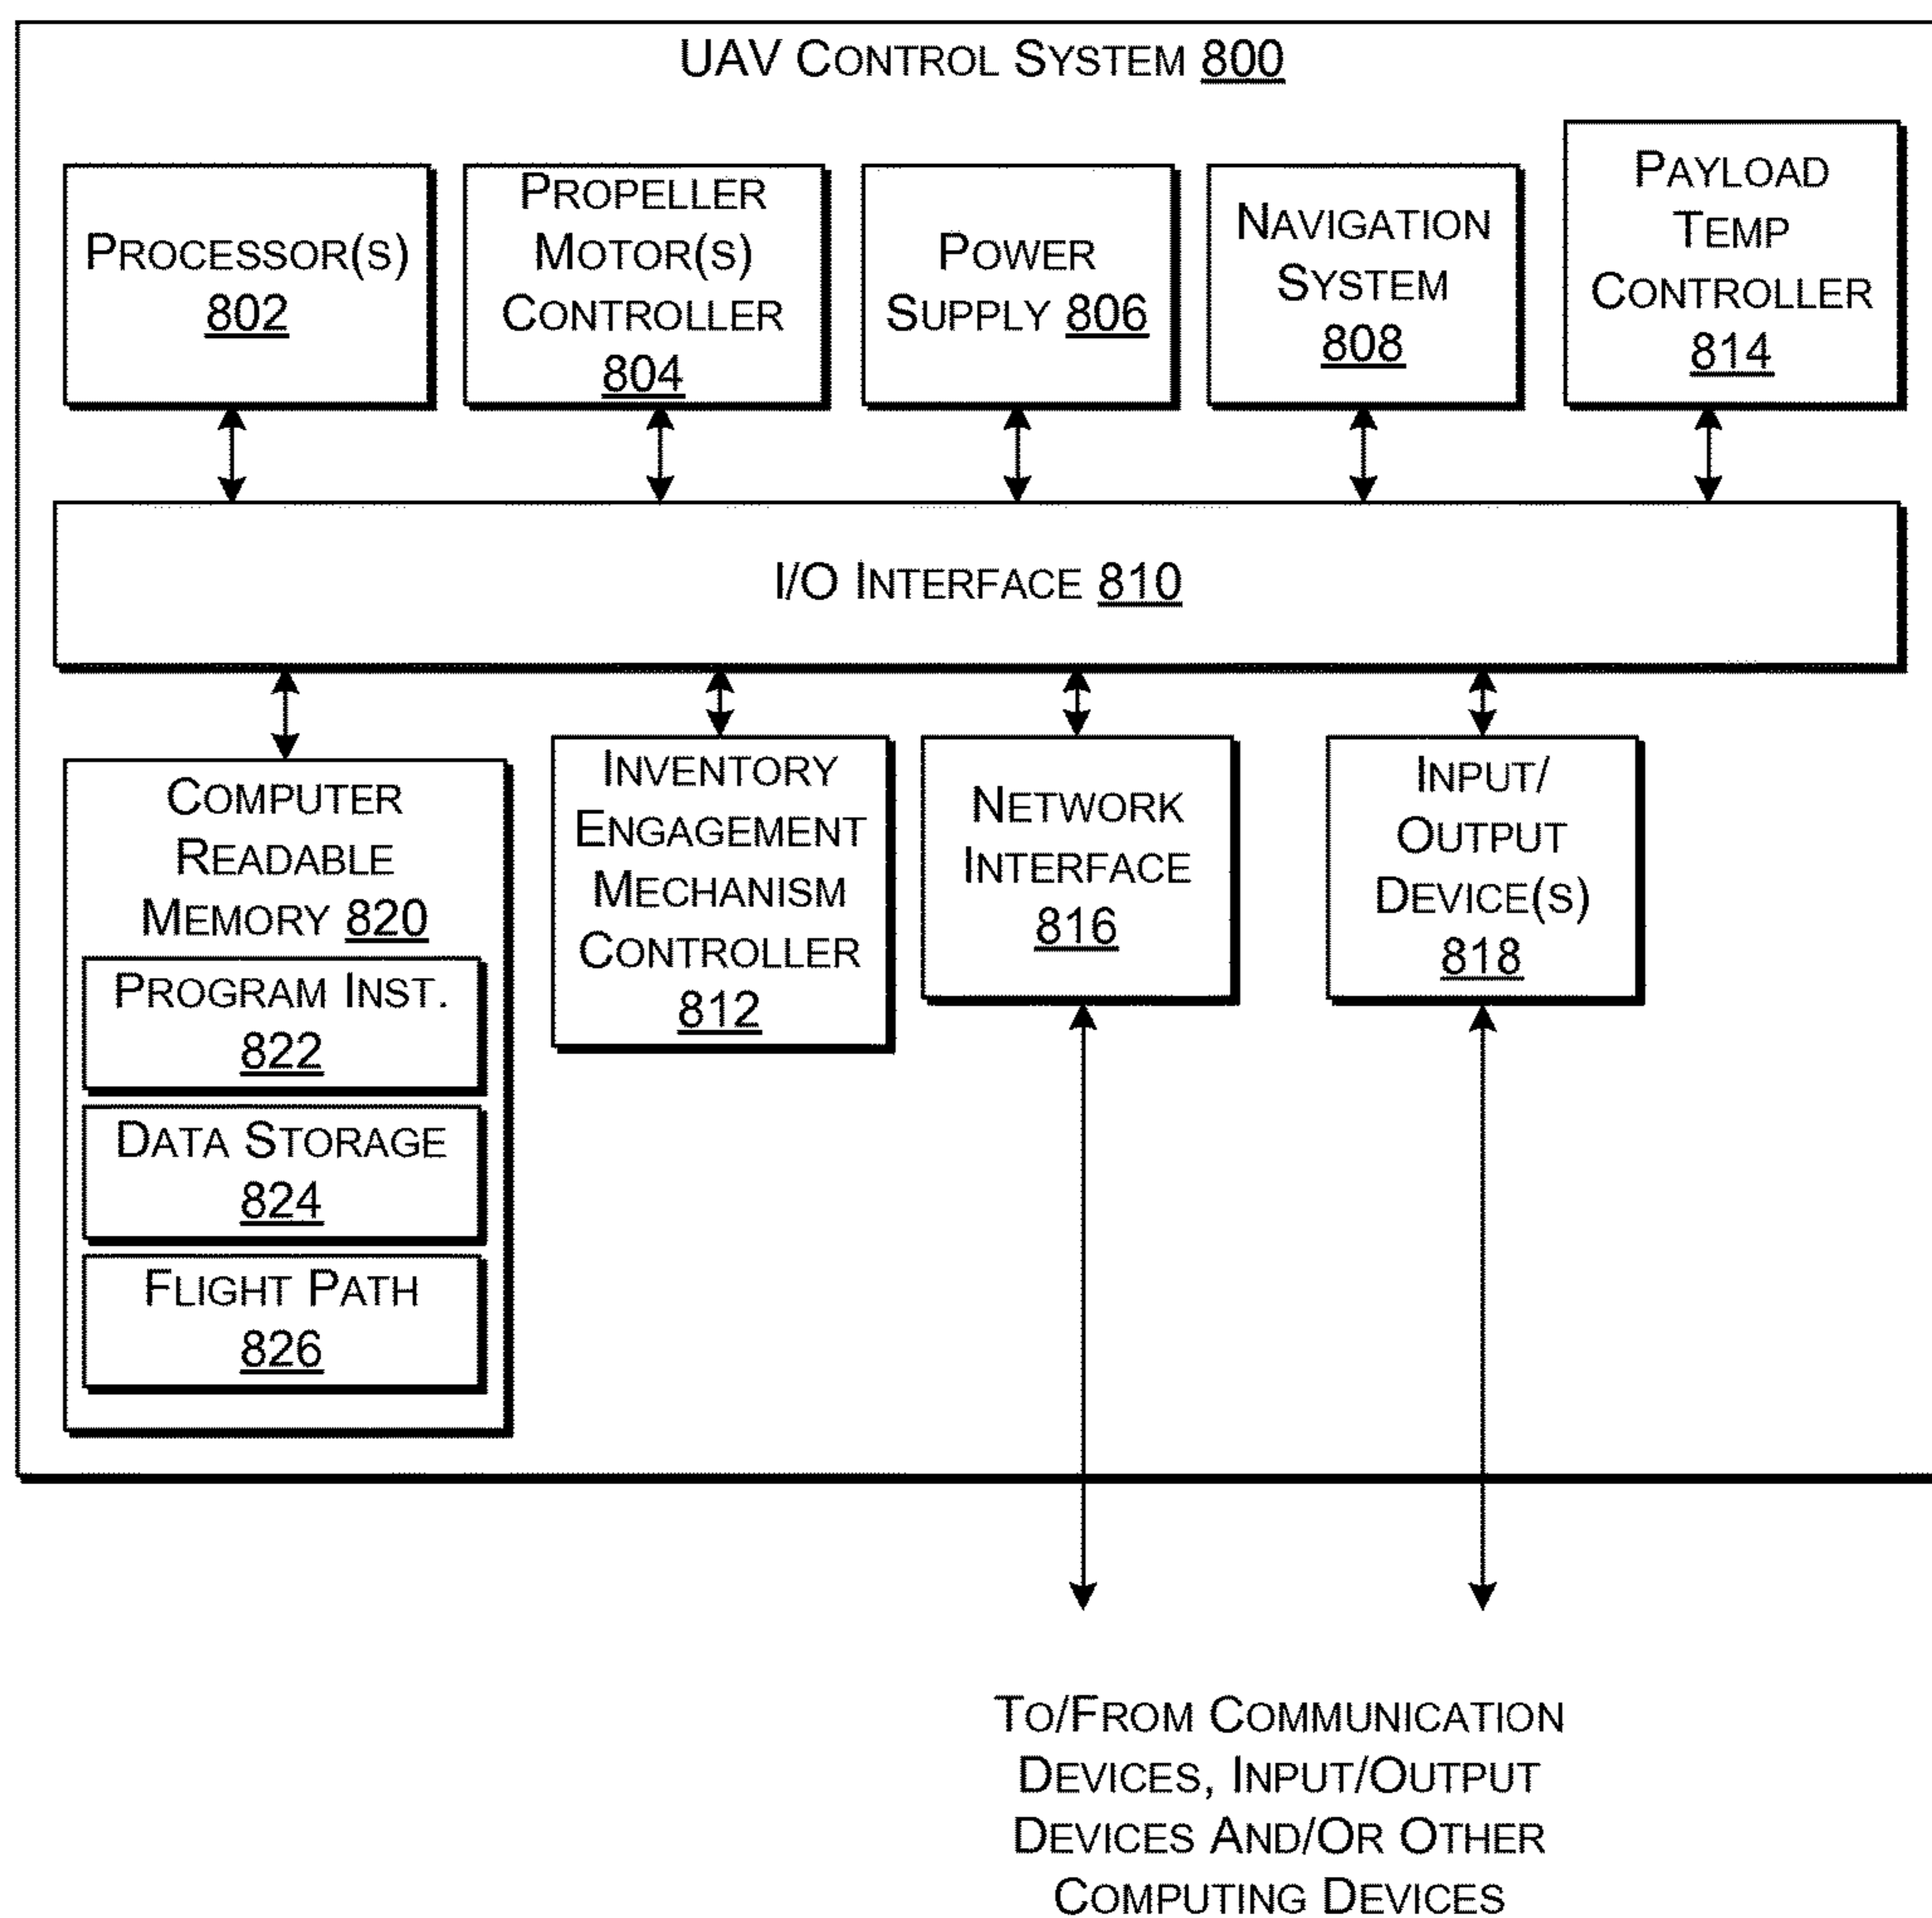 UAV CONTROL SYSTEM 800
PROCESSOR(S)
802
PROPELLER
MOTOR(S)
CONTROLLER
804
POWER
SUPPLY 806
NAVIGATION
SYSTEM
808
PAYLOAD
TEMP
CONTROLLER
814
I/O INTERFACE 810
COMPUTER
READABLE
MEMORY 820
PROGRAM INST.
822
DATA STORAGE
824
FLIGHT PATH
826
INVENTORY
ENGAGEMENT
MECHANISM
CONTROLLER
812
NETWORK
INTERFACE
816
INPUT/
OUTPUT
DEVICE(S)
818
TO/FROM COMMUNICATION
DEVICES, INPUT/OUTPUT
DEVICES AND/OR OTHER
COMPUTING DEVICES